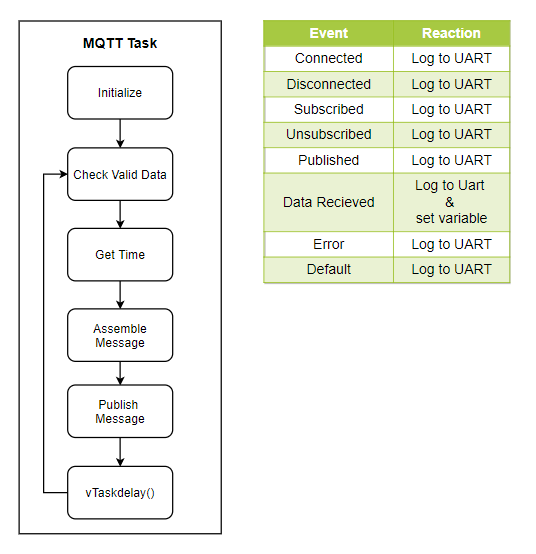 MQTT Task
Initialize
Check Valid Data
Get Time
Assemble
Message
Publish
Message
vTaskdelay()
Event Reaction
Connected Log to UART
Disconnected Log to UART
Subscribed Log to UART
Unsubscribed Log to UART
Published Log to UART
Data Recieved Log to Uart
&
set variable
Error Log to UART
Default Log to UART